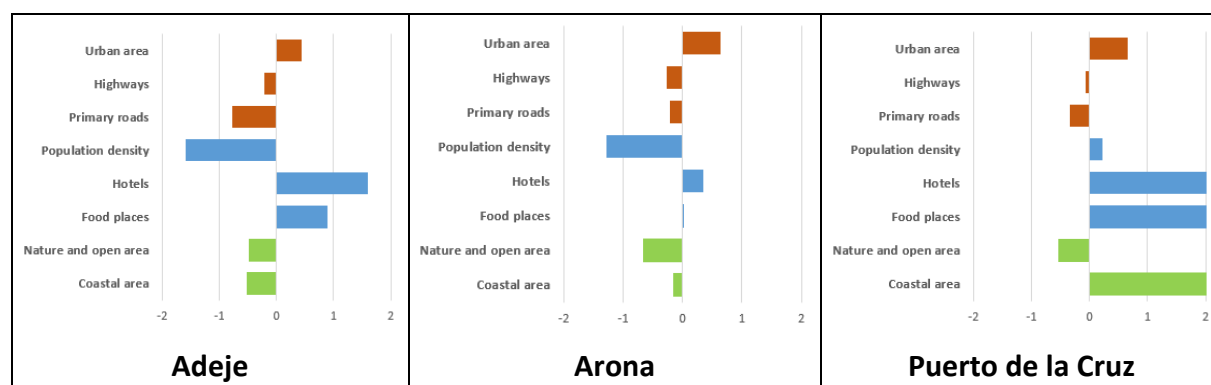 Urban area
Highways
Primary roads
Population density
Hotels
Food places
Nature and open area
Coastal area
-2 -1 0 1 2
Adeje
Urban area
Highways
Primary roads
Population density
Hotels
Food places
Nature and open area
Coastal area
-2 -1 0 1 2
Arona
Urban area
Highways
Primary roads
Population density
Hotels
Food places
Nature and open area
Coastal area
-2 -1 0 1 2
Puerto de la Cruz